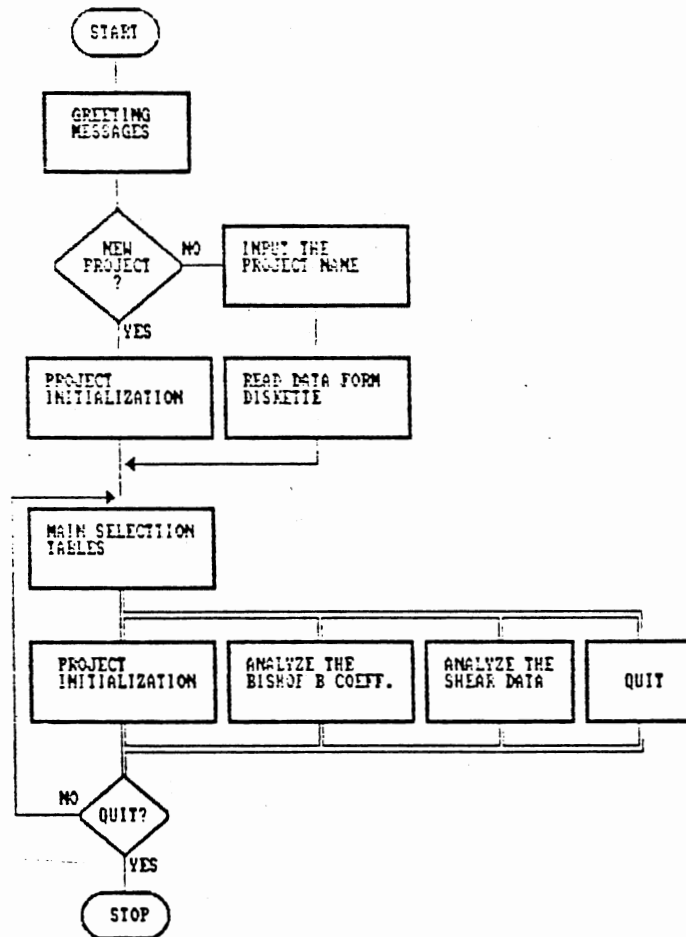 START
GREETING
MESSAGES
NEW
PROJECT
?
NO
INPUT THE
PROJECT NAME
YES
PROJECT
INITIALIZATION
READ DATA FORM
DISKETTE
MAIN SELECTION
TABLES
PROJECT
INITIALIZATION
ANALYZE THE
BISHOP B COEFF.
ANALYZE THE
SHEAR DATA
QUIT
NO
QUIT?
YES
STOP